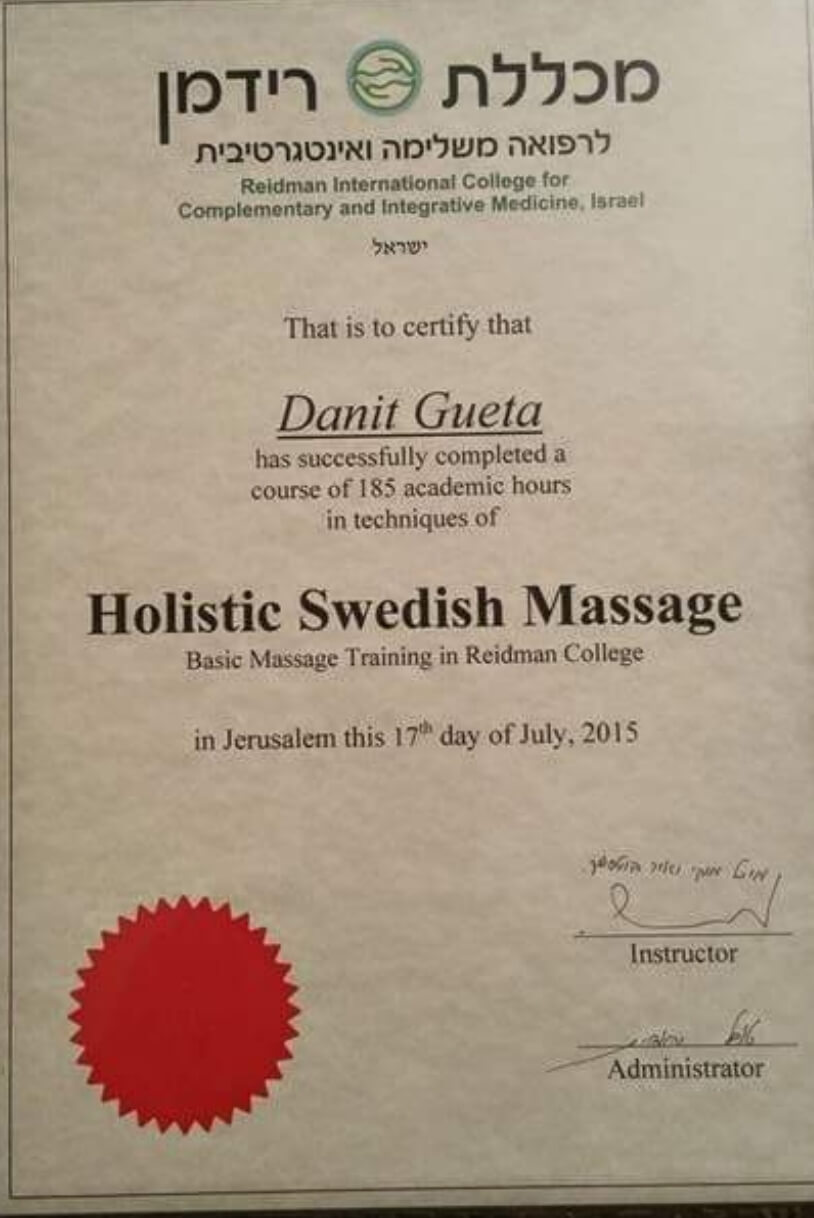 מכללת רידמן
לרפואה משלימה ואינטגרטיבית
Reidman International College for
Complementary and Integrative Medicine, Israel
ישראל
That is to certify that
Danit Gueta
has successfully completed a
course of 185 academic hours
in techniques of
Holistic Swedish Massage
Basic Massage Training in Reidman College
in Jerusalem this 17th day of July, 2015
Instructor
Administrator